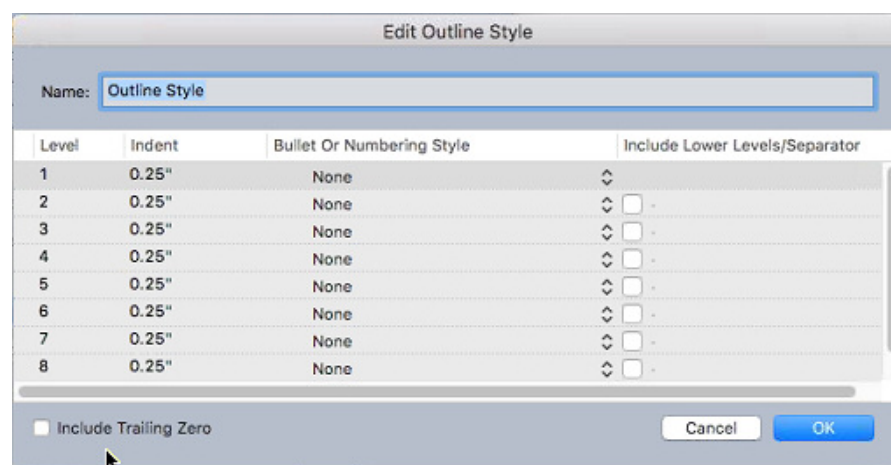 Edit Outline Style
Name: Outline Style
Level Indent Bullet Or Numbering Style Include Lower Levels/Separator
1 0.25" None
2 0.25" None
3 0.25" None
4 0.25" None
5 0.25" None
6 0.25" None
7 0.25" None
8 0.25" None
Include Trailing Zero Cancel OK